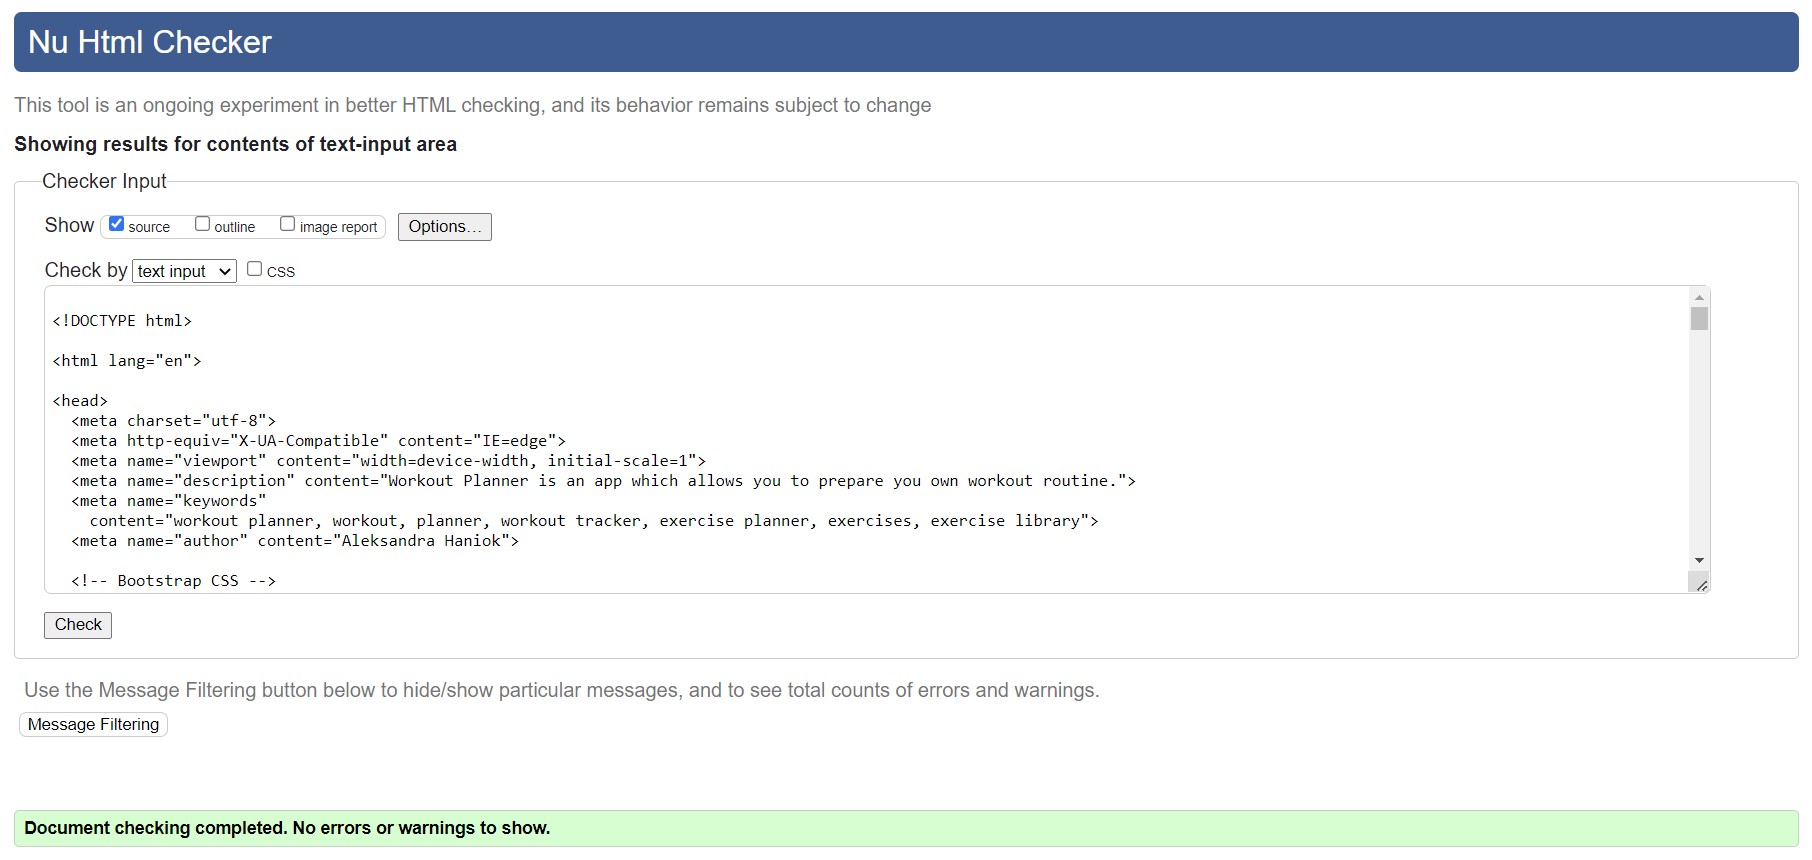 Nu Html Checker
This tool is an ongoing experiment in better HTML checking, and its behavior remains subject to change
Showing results for contents of text-input area
Checker Input
Show source outline image report Options...
Check by text input CSS
<!DOCTYPE html>
<html lang="en">
<head>
<meta charset="utf-8">
<meta http-equiv="X-UA-Compatible" content="IE=edge">
<meta name="viewport" content="width=device-width, initial-scale=1">
<meta name="description" content="Workout Planner is an app which allows you to prepare you own workout routine.">
<meta name="keywords"
content="workout planner, workout, planner, workout tracker, exercise planner, exercises, exercise library">
<meta name="author" content="Aleksandra Haniok">
<!-- Bootstrap CSS -->
Check
Use the Message Filtering button below to hide/show particular messages, and to see total counts of errors and warnings.
Message Filtering
Document checking completed. No errors or warnings to show.